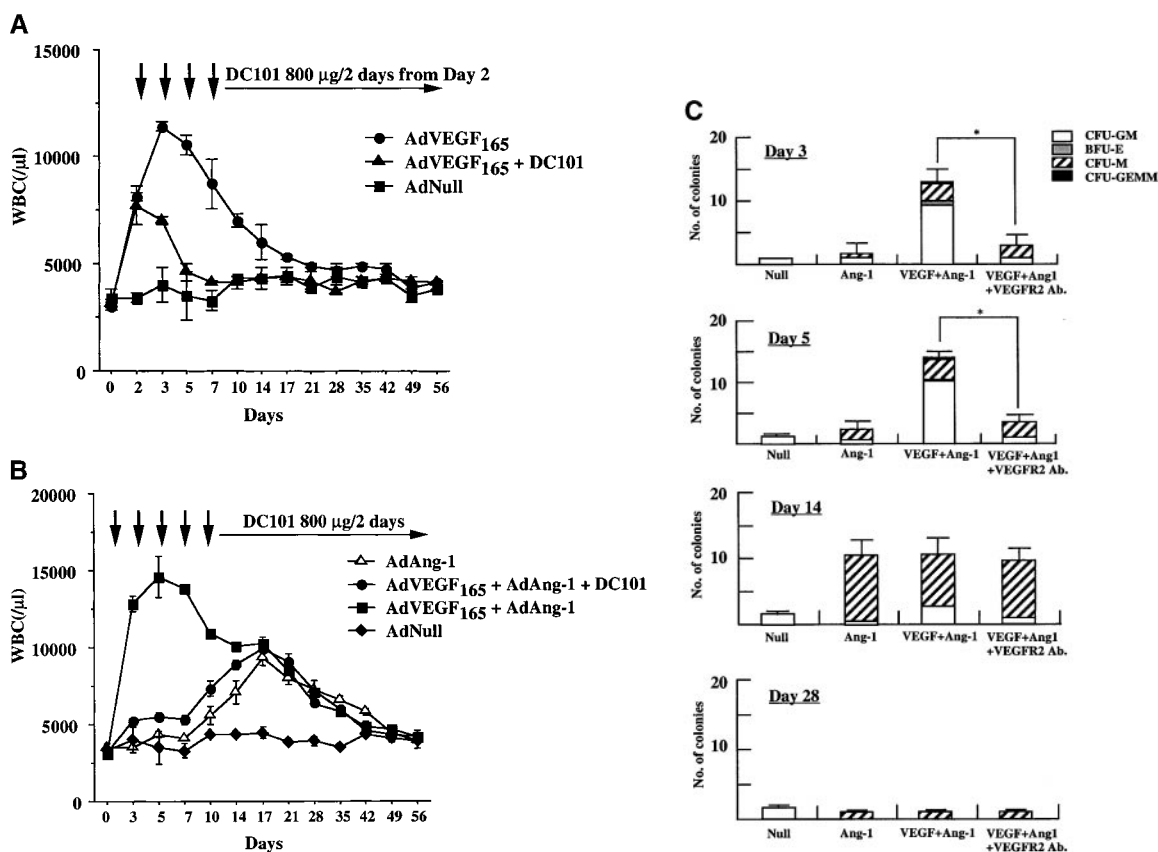 A
15000
10000
5000
0
WBC(/μl)
DC101 800 μg/2 days from Day 2
AdVEGF165
AdVEGF165 + DC101
AdNull
0 2 3 5 7 10 14 17 21 28 35 42 49 56
Days
B
20000
15000
10000
5000
0
WBC(/μl)
DC101 800 μg/2 days
AdAng-1
AdVEGF165 + AdAng-1 + DC101
AdVEGF165 + AdAng-1
AdNull
0 3 5 7 10 14 17 21 28 35 42 49 56
Days
C
CFU-GM
BFU-E
CFU-M
CFU-GEMM
Day 3
20
10
No. of colonies
*
Null Ang-1 VEGF+Ang-1 VEGF+Ang1
+VEGFR2 Ab.
Day 5
20
10
No. of colonies
*
Null Ang-1 VEGF+Ang-1 VEGF+Ang1
+VEGFR2 Ab.
Day 14
20
10
No. of colonies
Null Ang-1 VEGF+Ang-1 VEGF+Ang1
+VEGFR2 Ab.
Day 28
20
10
No. of colonies
Null Ang-1 VEGF+Ang-1 VEGF+Ang1
+VEGFR2 Ab.